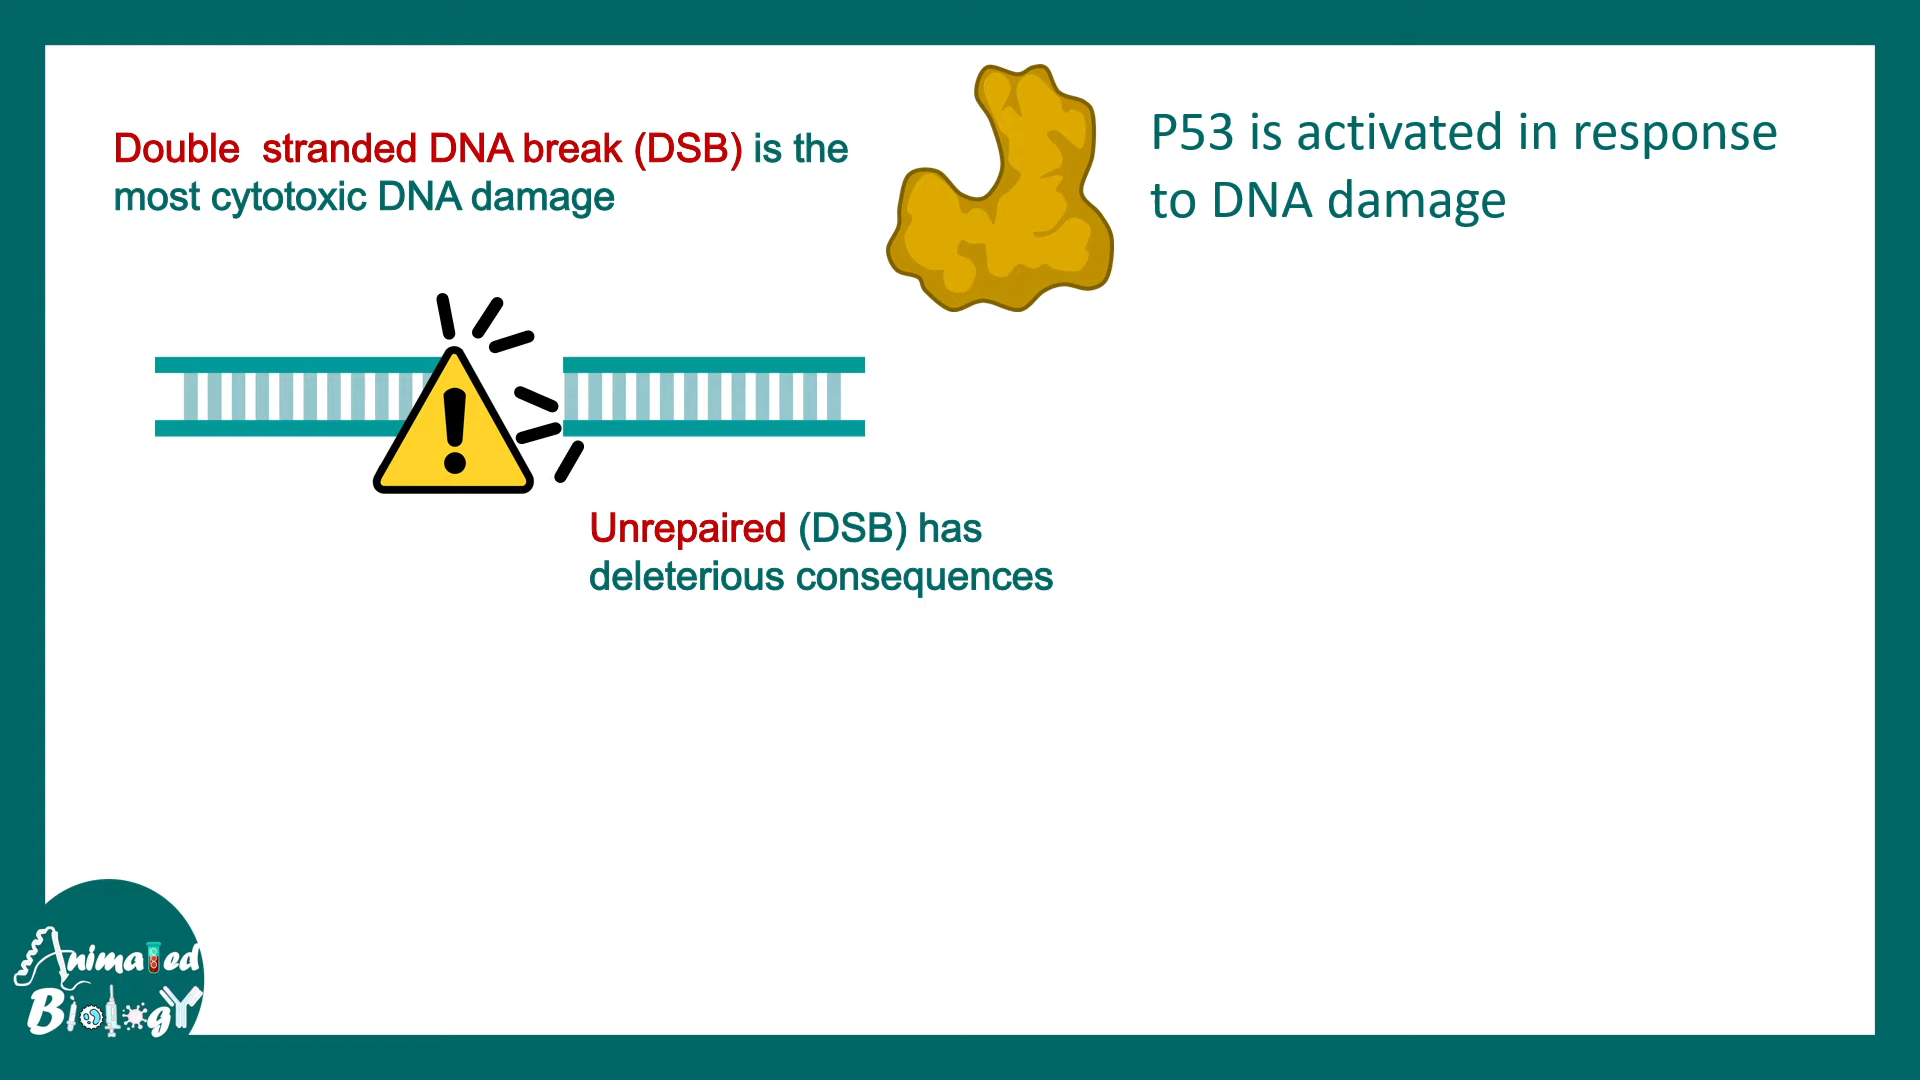 Double  stranded DNA break (DSB) is the
most cytotoxic DNA damage
P53 is activated in response
to DNA damage
Unrepaired (DSB) has
deleterious consequences
Animated
Biology